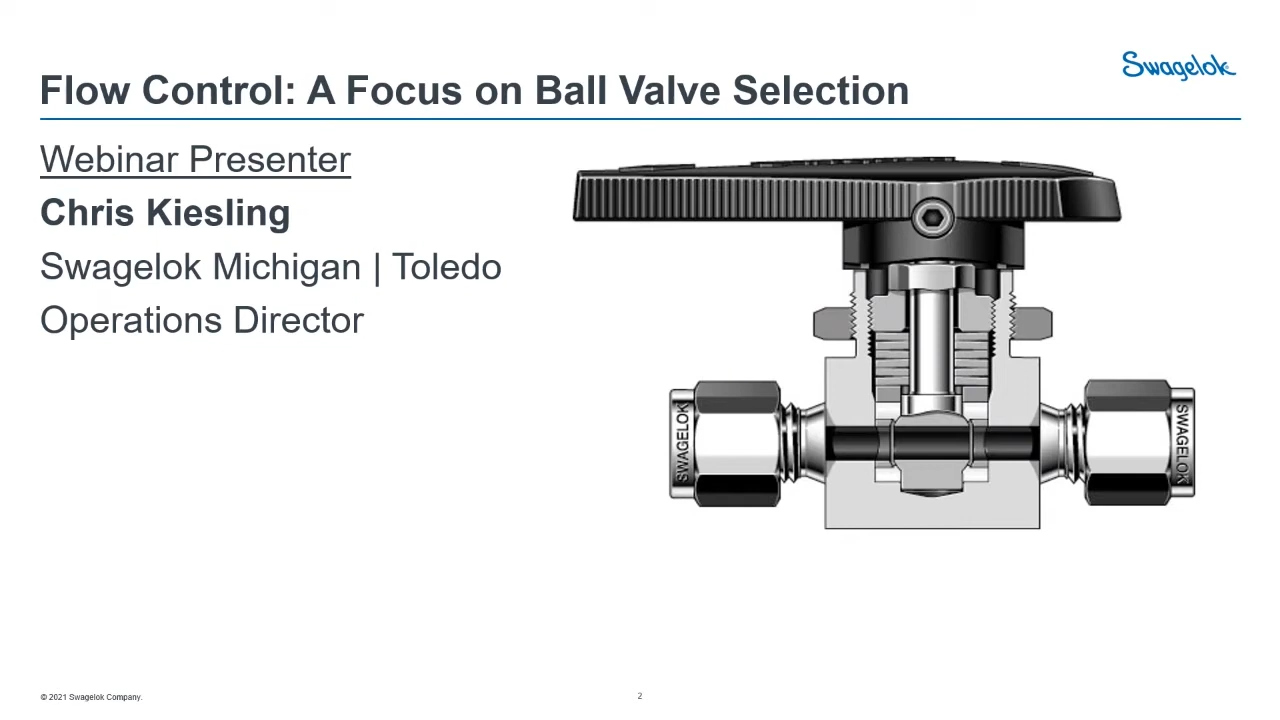 Swagelok
Flow Control: A Focus on Ball Valve Selection
Webinar Presenter
Chris Kiesling
Swagelok Michigan | Toledo
Operations Director
SWAGELOK
SWAGELOK
© 2021 Swagelok Company.
2